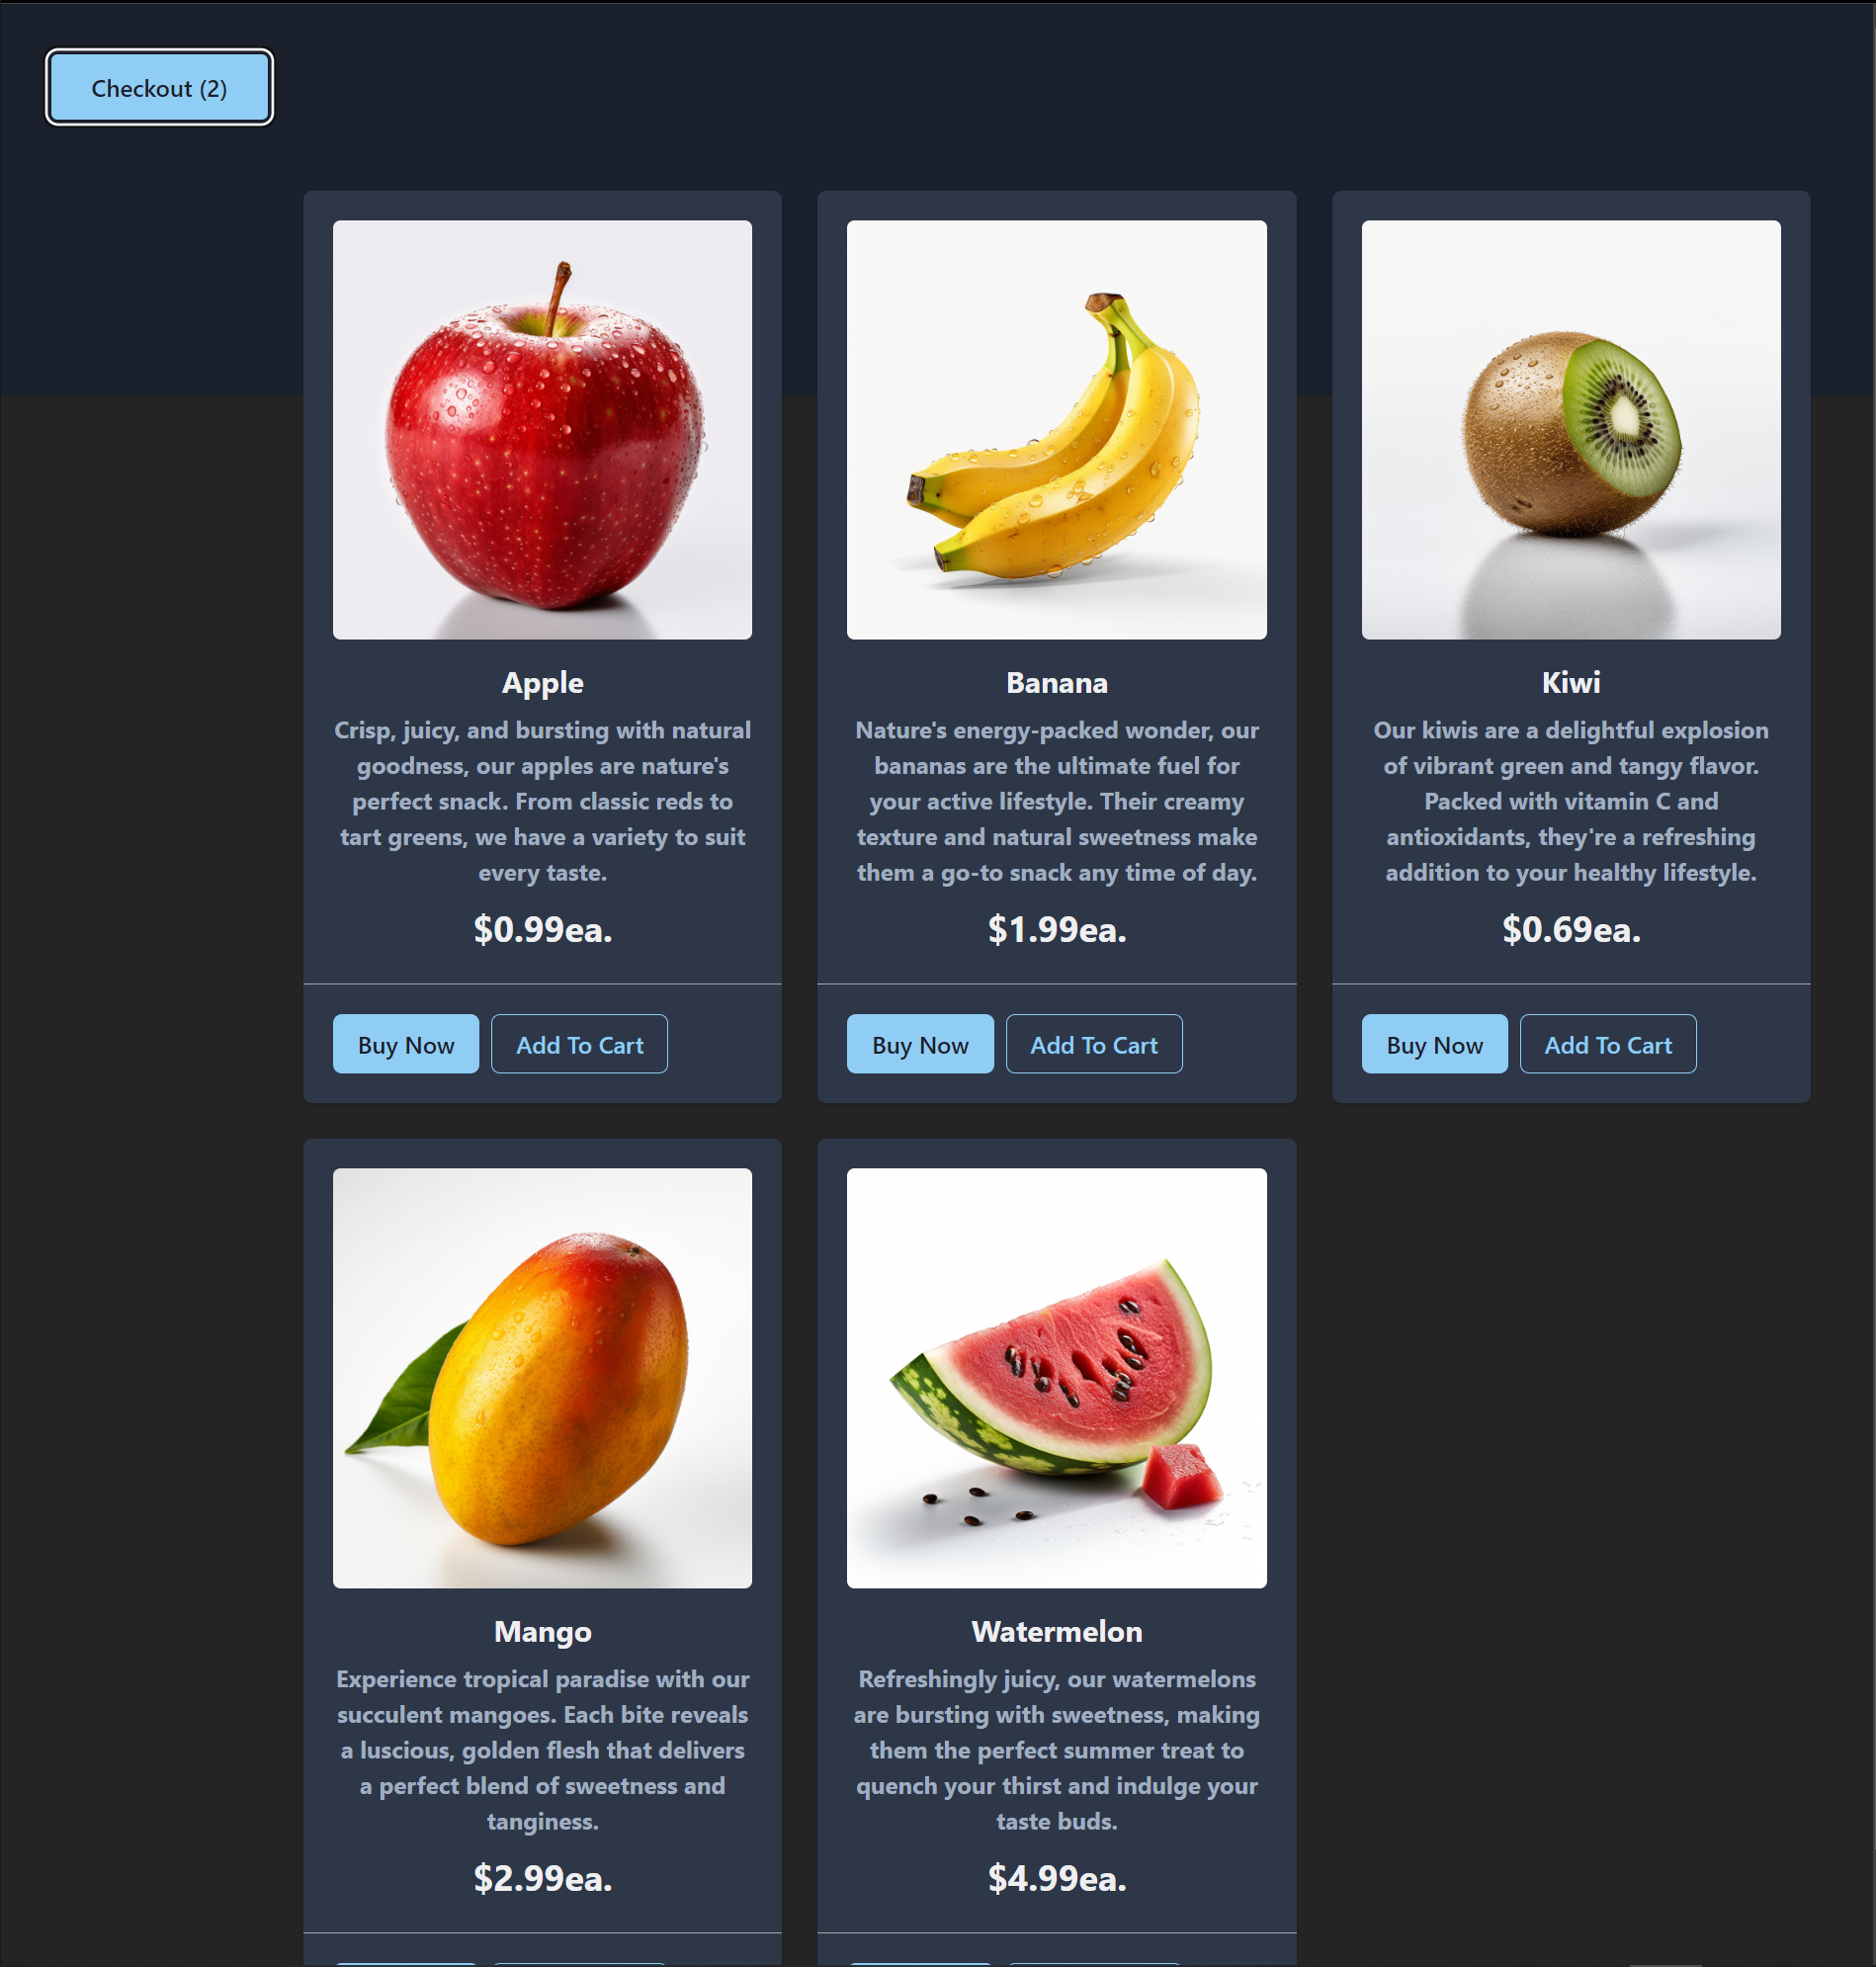 Checkout (2)
Apple
Crisp, juicy, and bursting with natural
goodness, our apples are nature's
perfect snack. From classic reds to
tart greens, we have a variety to suit
every taste.
$0.99ea.
Buy Now
Add To Cart
Banana
Nature's energy-packed wonder, our
bananas are the ultimate fuel for
your active lifestyle. Their creamy
texture and natural sweetness make
them a go-to snack any time of day.
$1.99ea.
Buy Now
Add To Cart
Kiwi
Our kiwis are a delightful explosion
of vibrant green and tangy flavor.
Packed with vitamin C and
antioxidants, they're a refreshing
addition to your healthy lifestyle.
$0.69ea.
Buy Now
Add To Cart
Mango
Experience tropical paradise with our
succulent mangoes. Each bite reveals
a luscious, golden flesh that delivers
a perfect blend of sweetness and
tanginess.
$2.99ea.
Watermelon
Refreshingly juicy, our watermelons
are bursting with sweetness, making
them the perfect summer treat to
quench your thirst and indulge your
taste buds.
$4.99ea.